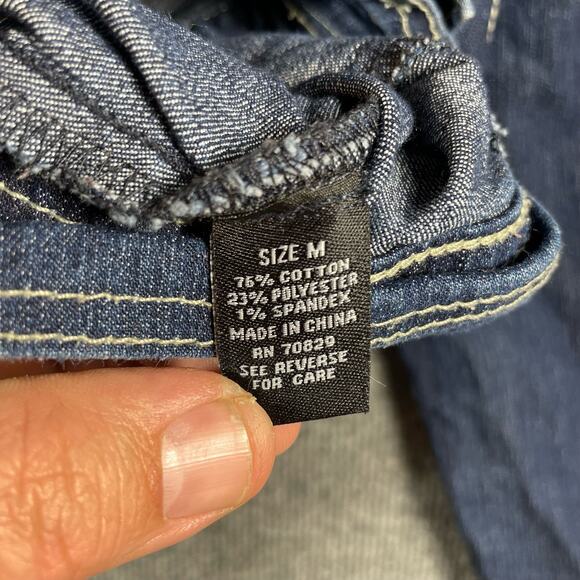 SIZE M
76% COTTON
23% POLYESTER
1% SPANDEX
MADE IN CHINA
RN 70829
SEE REVERSE
FOR CARE